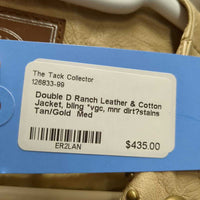 The Tack Collector
126833-99
Double D Ranch Leather & Cotton
Jacket, bling *vgc, mnr dirt?stains
Tan/Gold Med
ER2LAN
$435.00